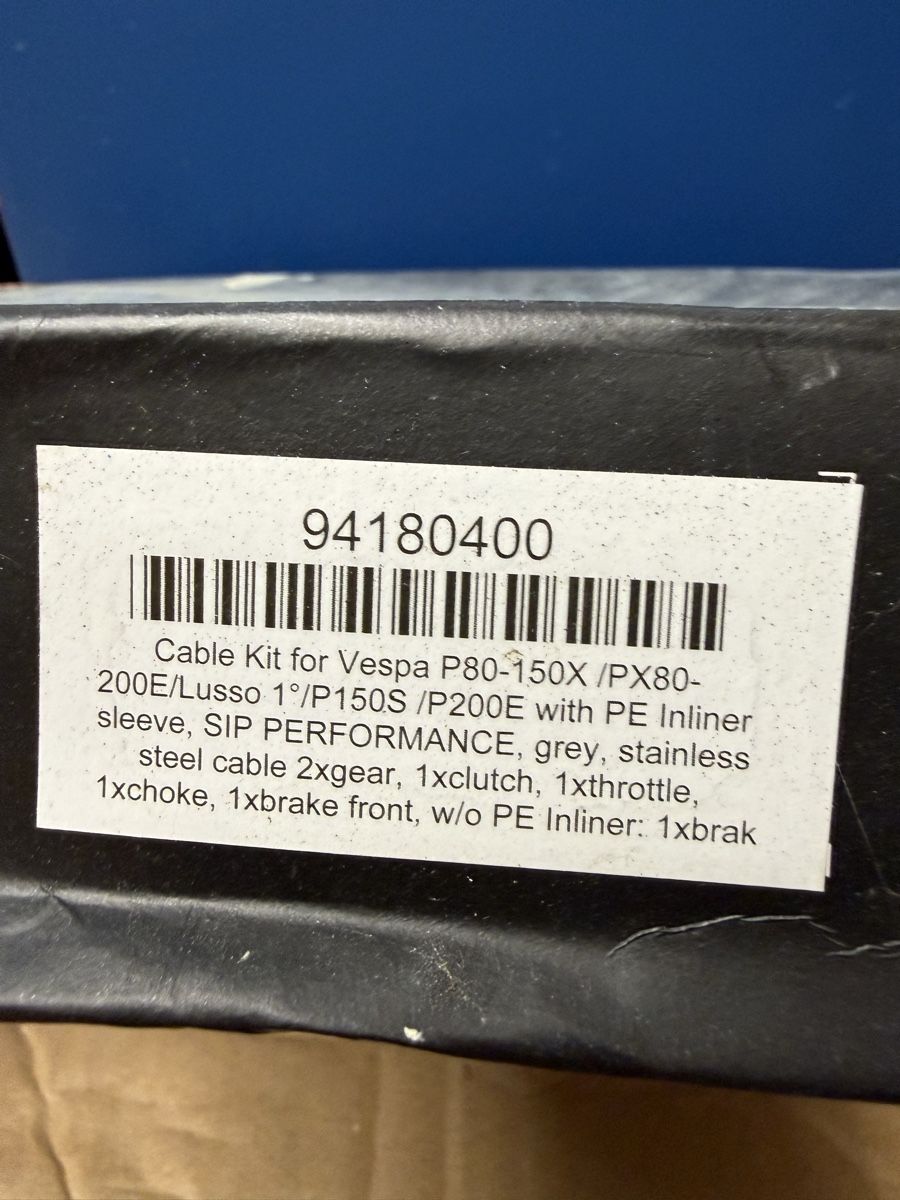 94180400
Cable Kit for Vespa P80-150X /PX80-
200E/Lusso 1°/P150S /P200E with PE Inliner
sleeve, SIP PERFORMANCE, grey, stainless
steel cable 2xgear, 1xclutch, 1xthrottle,
1xchoke, 1xbrake front, w/o PE Inliner: 1xbrak